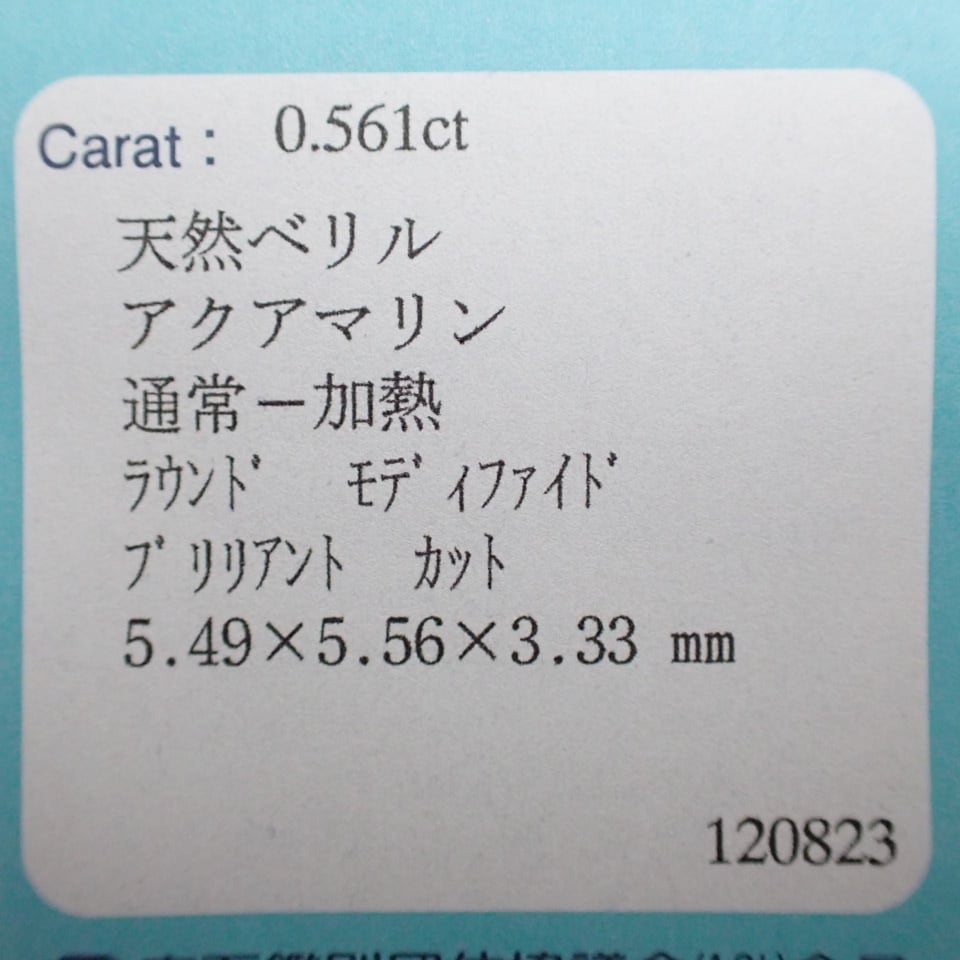 Carat： 0.561ct
天然ベリル
アクアマリン
通常－加熱
ﾗｳﾝﾄﾞ ﾓﾃﾞｨﾌｧｲﾄﾞ
ﾌﾞﾘﾘｱﾝﾄ ｶｯﾄ
5.49×5.56×3.33 mm
120823